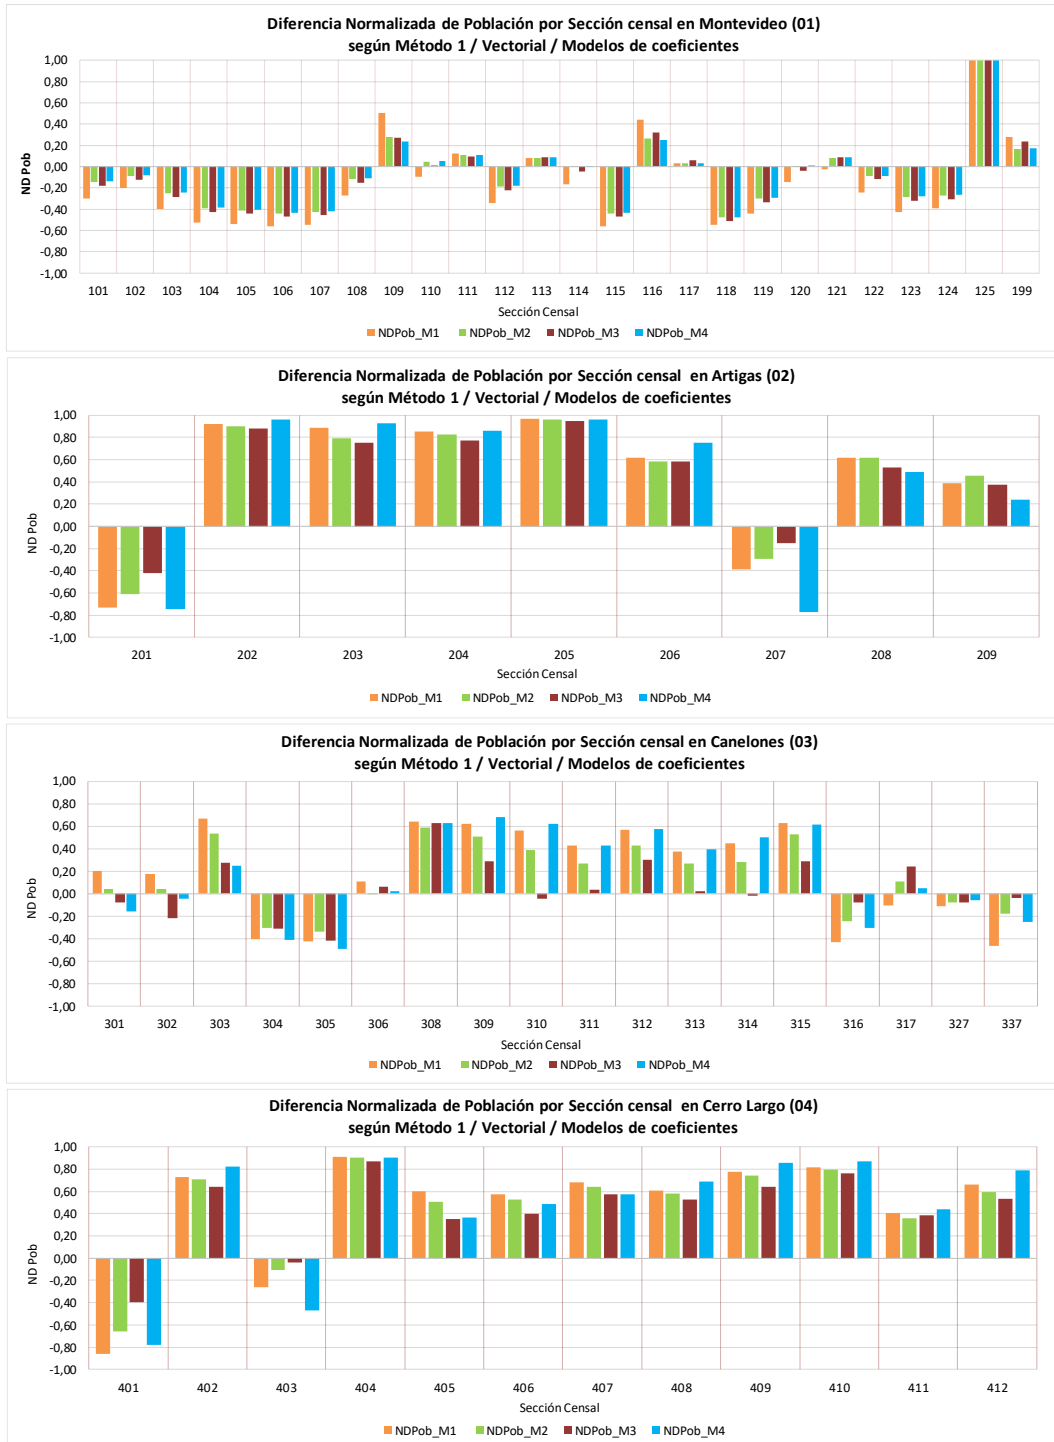 Diferencia Normalizada de Población por Sección censal en Montevideo (01)
según Método 1 / Vectorial / Modelos de coeficientes
1,00
0,80
0,60
0,40
0,20
0,00
-0,20
-0,40
-0,60
-0,80
-1,00
ND Pob
101 102 103 104 105 106 107 108 109 110 111 112 113 114 115 116 117 118 119 120 121 122 123 124 125 199
Sección Censal
NDPob_M1 NDPob_M2 NDPob_M3 NDPob_M4
Diferencia Normalizada de Población por Sección censal en Artigas (02)
según Método 1 / Vectorial / Modelos de coeficientes
1,00
0,80
0,60
0,40
0,20
0,00
-0,20
-0,40
-0,60
-0,80
-1,00
ND Pob
201 202 203 204 205 206 207 208 209
Sección Censal
NDPob_M1 NDPob_M2 NDPob_M3 NDPob_M4
Diferencia Normalizada de Población por Sección censal en Canelones (03)
según Método 1 / Vectorial / Modelos de coeficientes
1,00
0,80
0,60
0,40
0,20
0,00
-0,20
-0,40
-0,60
-0,80
-1,00
ND Pob
301 302 303 304 305 306 308 309 310 311 312 313 314 315 316 317 327 337
Sección Censal
NDPob_M1 NDPob_M2 NDPob_M3 NDPob_M4
Diferencia Normalizada de Población por Sección censal en Cerro Largo (04)
según Método 1 / Vectorial / Modelos de coeficientes
1,00
0,80
0,60
0,40
0,20
0,00
-0,20
-0,40
-0,60
-0,80
-1,00
ND Pob
401 402 403 404 405 406 407 408 409 410 411 412
Sección Censal
NDPob_M1 NDPob_M2 NDPob_M3 NDPob_M4